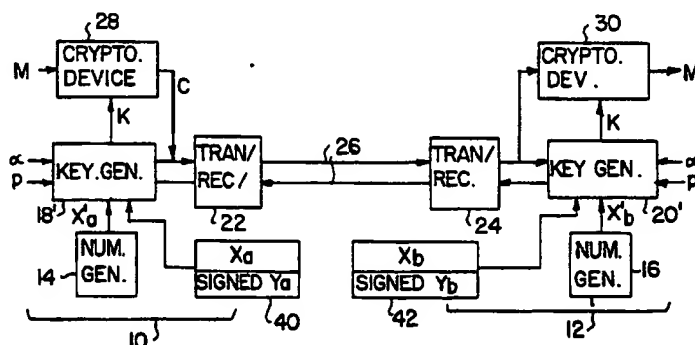 28
CRYPTO.
DEVICE
M
C
K
α
P
KEY. GEN.
18'
X'a
TRAN/
REC/
22
26
14
NUM.
GEN.
Xa
SIGNED Ya
40
10
30
CRYPTO.
DEV.
M
K
TRAN/
REC.
24
KEY GEN.
α
P
20'
X'b
Xb
SIGNED Yb
42
NUM.
GEN.
16
12